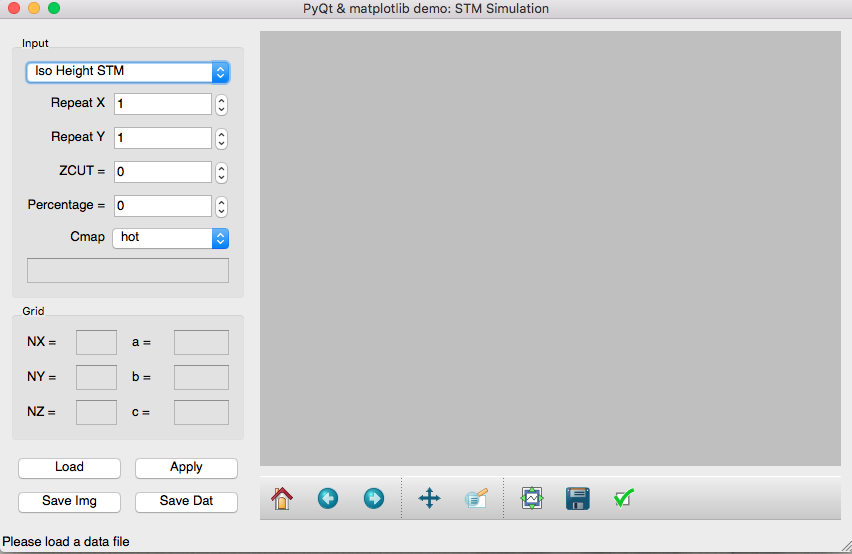 PyQt & matplotlib demo: STM Simulation
Input
Iso Height STM
Repeat X 1
Repeat Y 1
ZCUT = 0
Percentage = 0
Cmap hot
Grid
NX = a =
NY = b =
NZ = c =
Load Apply
Save Img Save Dat
Please load a data file